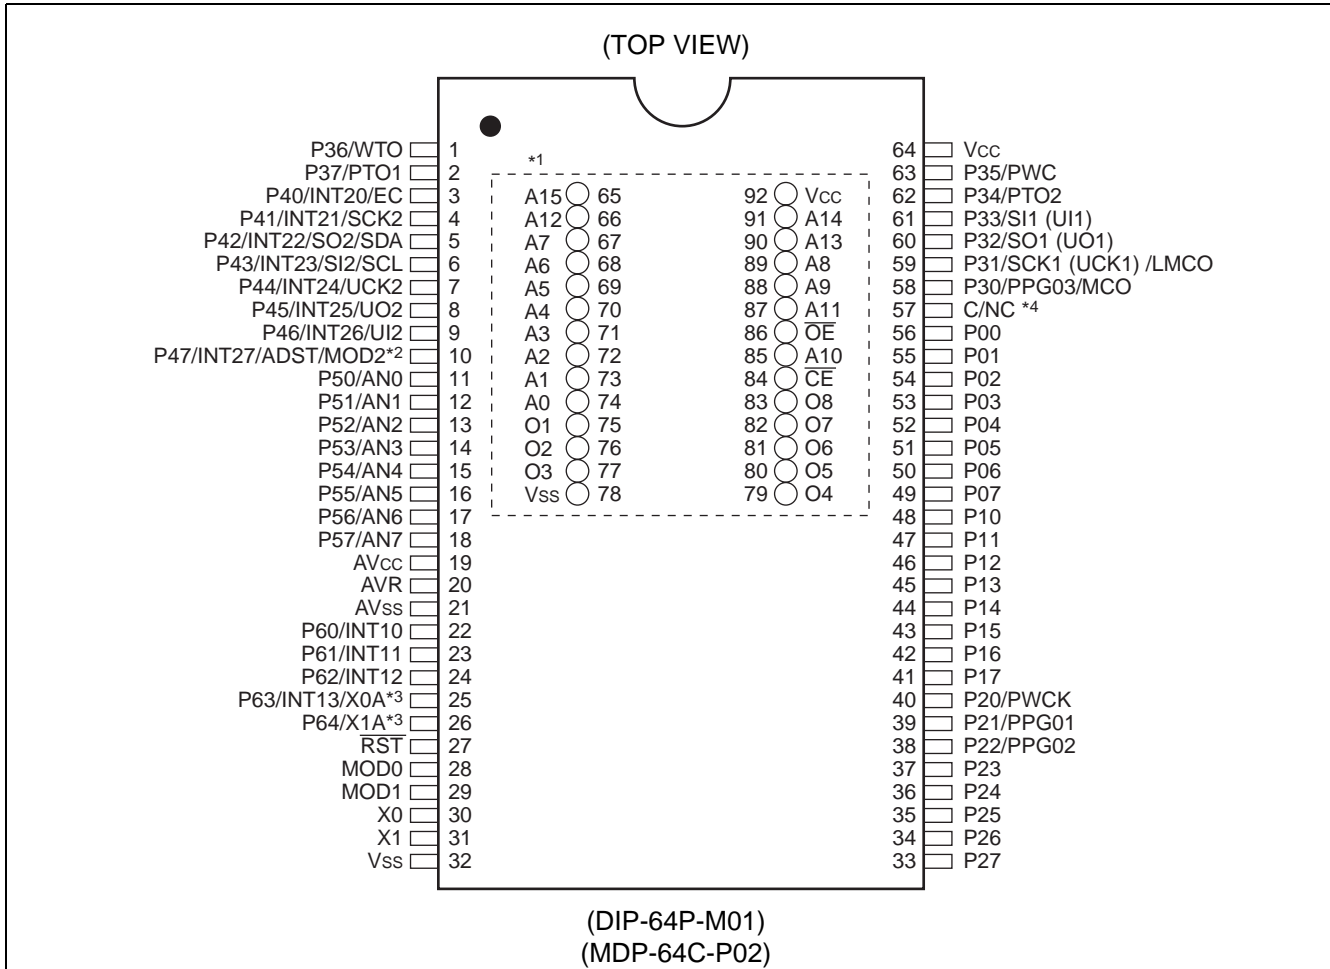 (TOP VIEW)
P36/WTO 1 64 Vcc
P37/PTO1 2 *1 63 P35/PWC
P40/INT20/EC 3 A15 65 92 Vcc 62 P34/PTO2
P41/INT21/SCK2 4 A12 66 91 A14 61 P33/SI1 (UI1)
P42/INT22/SO2/SDA 5 A7 67 90 A13 60 P32/SO1 (UO1)
P43/INT23/SI2/SCL 6 A6 68 89 A8 59 P31/SCK1 (UCK1) /LMCO
P44/INT24/UCK2 7 A5 69 88 A9 58 P30/PPG03/MCO
P45/INT25/UO2 8 A4 70 87 A11 57 C/NC *4
P46/INT26/UI2 9 A3 71 86 OE 56 P00
P47/INT27/ADST/MOD2*2 10 A2 72 85 A10 55 P01
P50/AN0 11 A1 73 84 CE 54 P02
P51/AN1 12 A0 74 83 O8 53 P03
P52/AN2 13 O1 75 82 O7 52 P04
P53/AN3 14 O2 76 81 O6 51 P05
P54/AN4 15 O3 77 80 O5 50 P06
P55/AN5 16 Vss 78 79 O4 49 P07
P56/AN6 17 48 P10
P57/AN7 18 47 P11
AVcc 19 46 P12
AVR 20 45 P13
AVss 21 44 P14
P60/INT10 22 43 P15
P61/INT11 23 42 P16
P62/INT12 24 41 P17
P63/INT13/X0A*3 25 40 P20/PWCK
P64/X1A*3 26 39 P21/PPG01
RST 27 38 P22/PPG02
MOD0 28 37 P23
MOD1 29 36 P24
X0 30 35 P25
X1 31 34 P26
Vss 32 33 P27
(DIP-64P-M01)
(MDP-64C-P02)